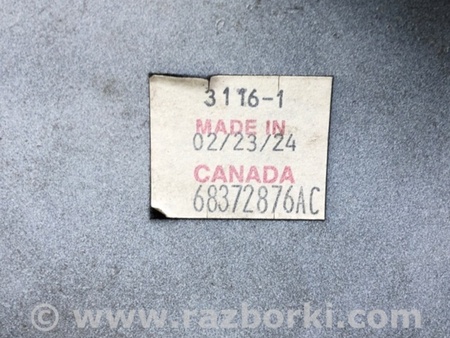 3116-1
MADE IN
02/23/24
CANADA
68372876AC
© www.razborki.com